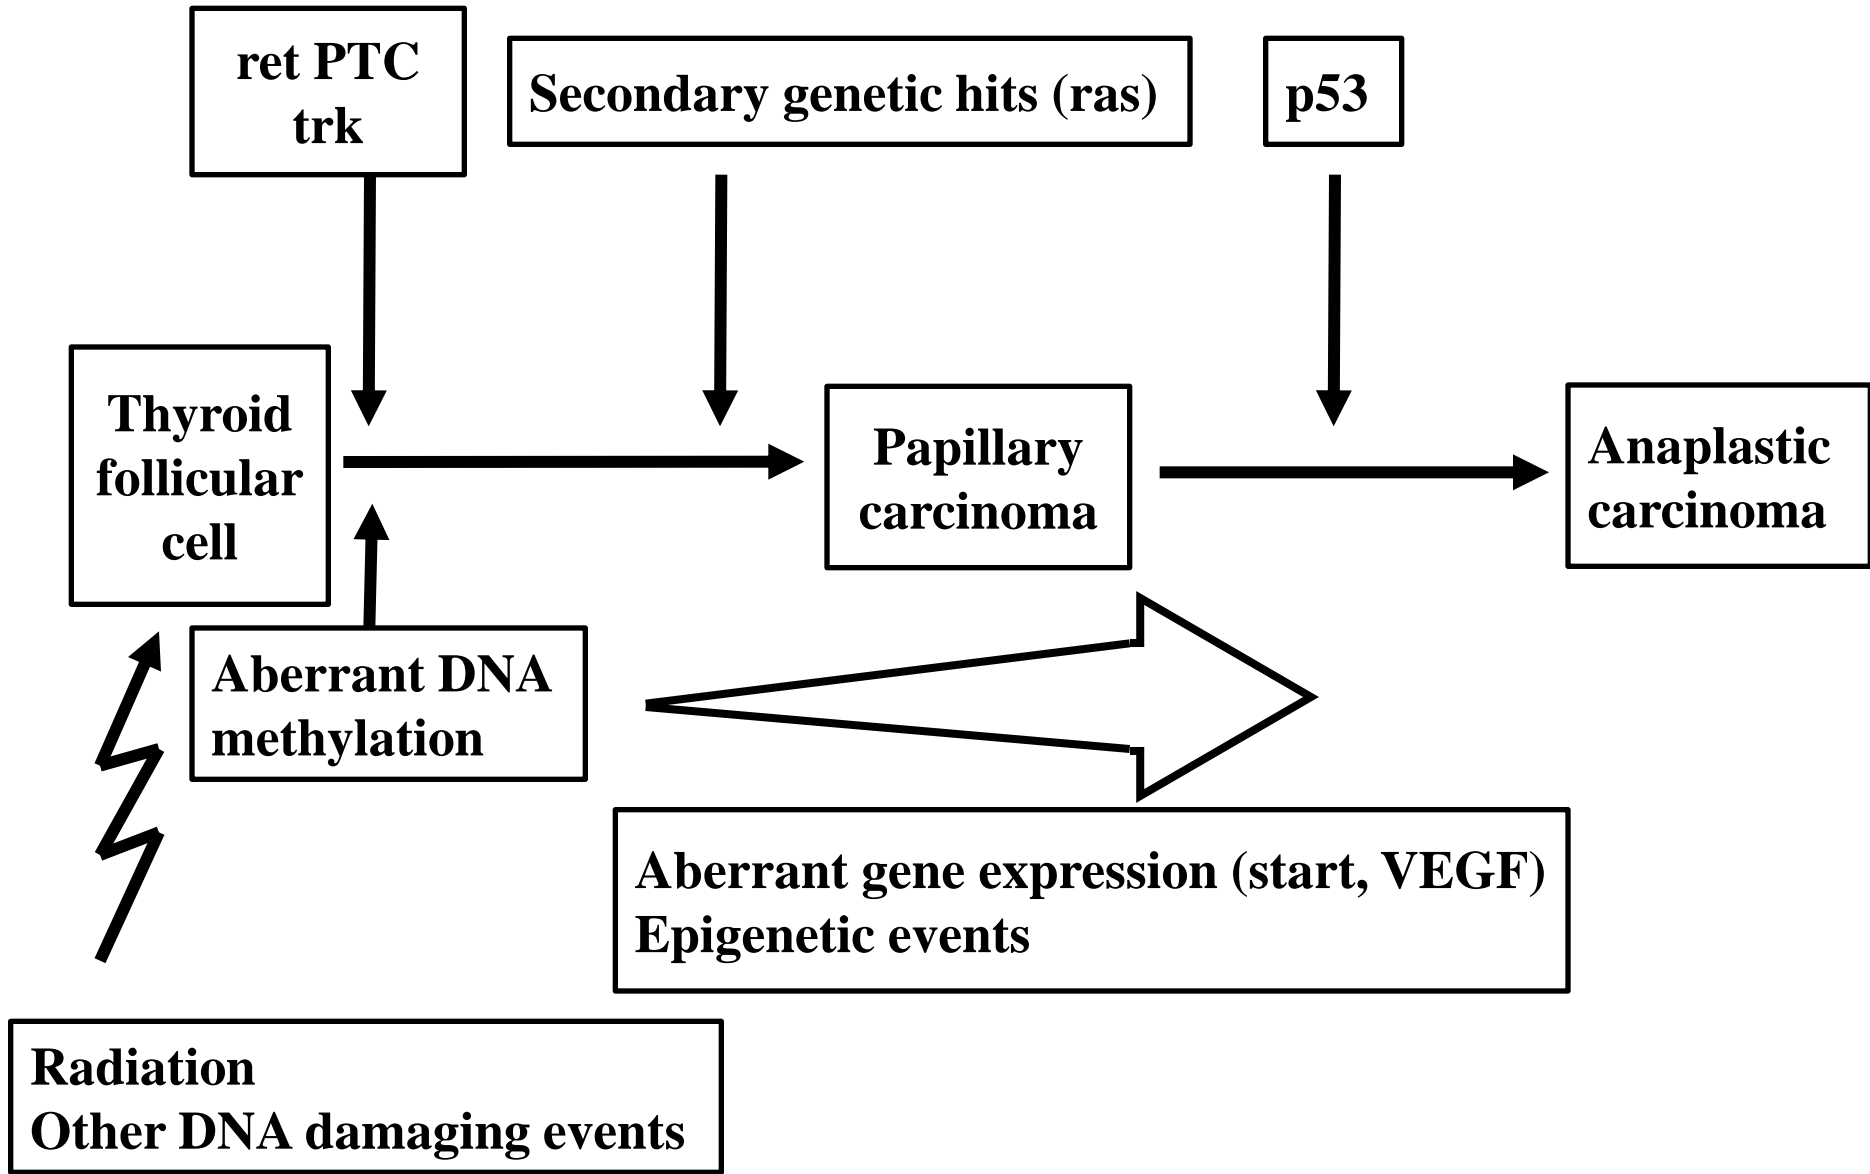 ret PTC
trk
Secondary genetic hits (ras)
p53
Thyroid
follicular
cell
Papillary
carcinoma
Anaplastic
carcinoma
Aberrant DNA
methylation
Aberrant gene expression (start, VEGF)
Epigenetic events
Radiation
Other DNA damaging events